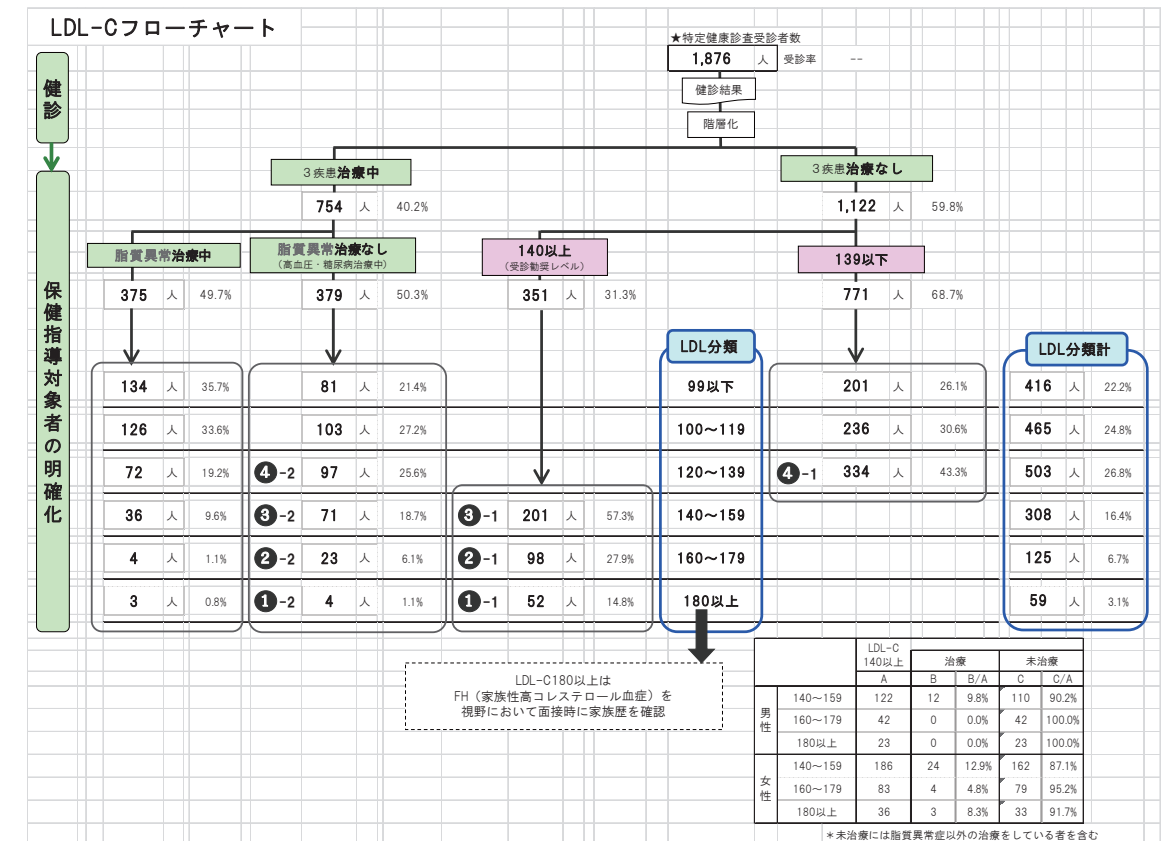 LDL-Cフローチャート
★特定健康診査受診者数
1,876 人 受診率 --
健診
健診結果
階層化
3疾患治療中
3疾患治療なし
754 人 40.2%
1,122 人 59.8%
脂質異常治療中
脂質異常治療なし
(高血圧・糖尿病治療中)
140以上
(受診勧奨レベル)
139以下
375 人 49.7%
379 人 50.3%
351 人 31.3%
771 人 68.7%
保健指導対象者の明確化
LDL分類
LDL分類計
134 人 35.7% 81 人 21.4% 99以下 201 人 26.1% 416 人 22.2%
126 人 33.6% 103 人 27.2% 100～119 236 人 30.6% 465 人 24.8%
72 人 19.2% ❹-2 97 人 25.6% 120～139 ❹-1 334 人 43.3% 503 人 26.8%
36 人 9.6% ❸-2 71 人 18.7% ❸-1 201 人 57.3% 140～159 308 人 16.4%
4 人 1.1% ❷-2 23 人 6.1% ❷-1 98 人 27.9% 160～179 125 人 6.7%
3 人 0.8% ❶-2 4 人 1.1% ❶-1 52 人 14.8% 180以上 59 人 3.1%
LDL-C180以上は
FH（家族性高コレステロール血症）を
視野において面接時に家族歴を確認
LDL-C
140以上 治療 未治療
A B B/A C C/A
男性
140～159 122 12 9.8% 110 90.2%
160～179 42 0 0.0% 42 100.0%
180以上 23 0 0.0% 23 100.0%
女性
140～159 186 24 12.9% 162 87.1%
160～179 83 4 4.8% 79 95.2%
180以上 36 3 8.3% 33 91.7%
＊未治療には脂質異常症以外の治療をしている者を含む